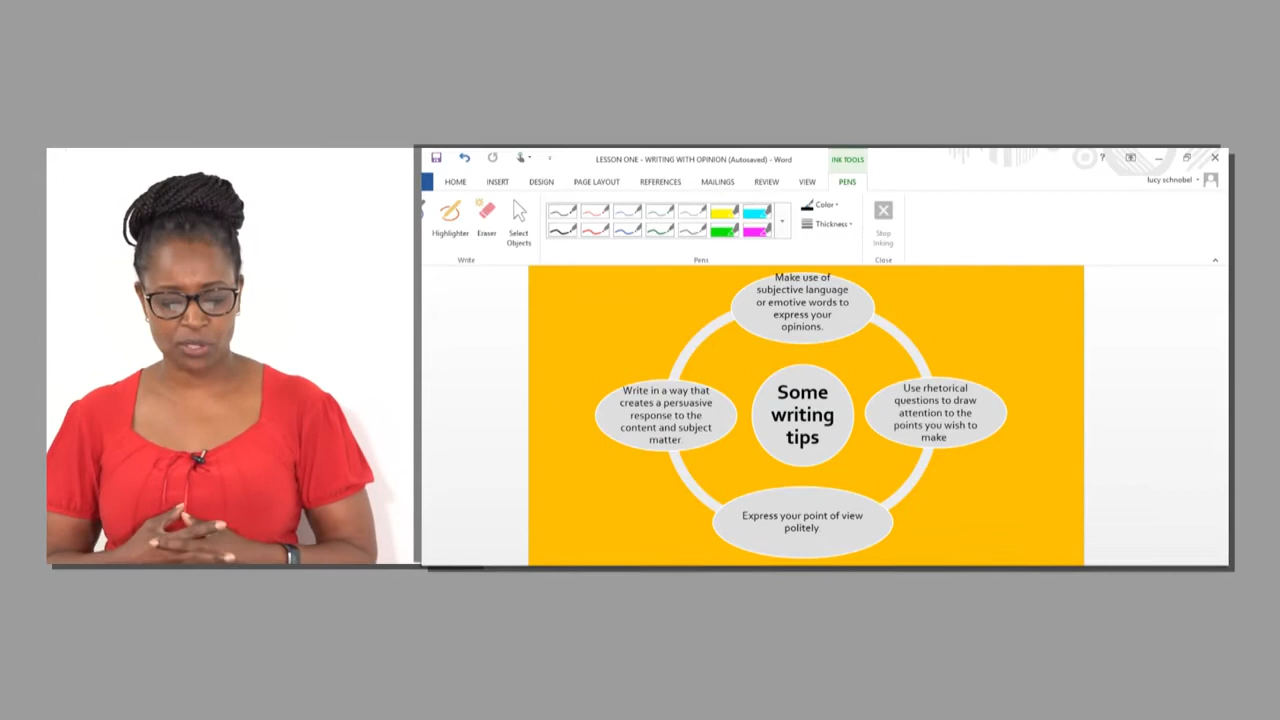 LESSON ONE - WRITING WITH OPINION (Autosaved) - Word
INK TOOLS
?
HOME
INSERT
DESIGN
PAGE LAYOUT
REFERENCES
MAILINGS
REVIEW
VIEW
PENS
lucy schnobel
Highlighter
Eraser
Select
Objects
Color
Thickness
Stop
Inking
Write
Pens
Close
Make use of
subjective language
or emotive words to
express your
opinions.
Write in a way that
creates a persuasive
response to the
content and subject
matter.
Some
writing
tips
Use rhetorical
questions to draw
attention to the
points you wish to
make
Express your point of view
politely